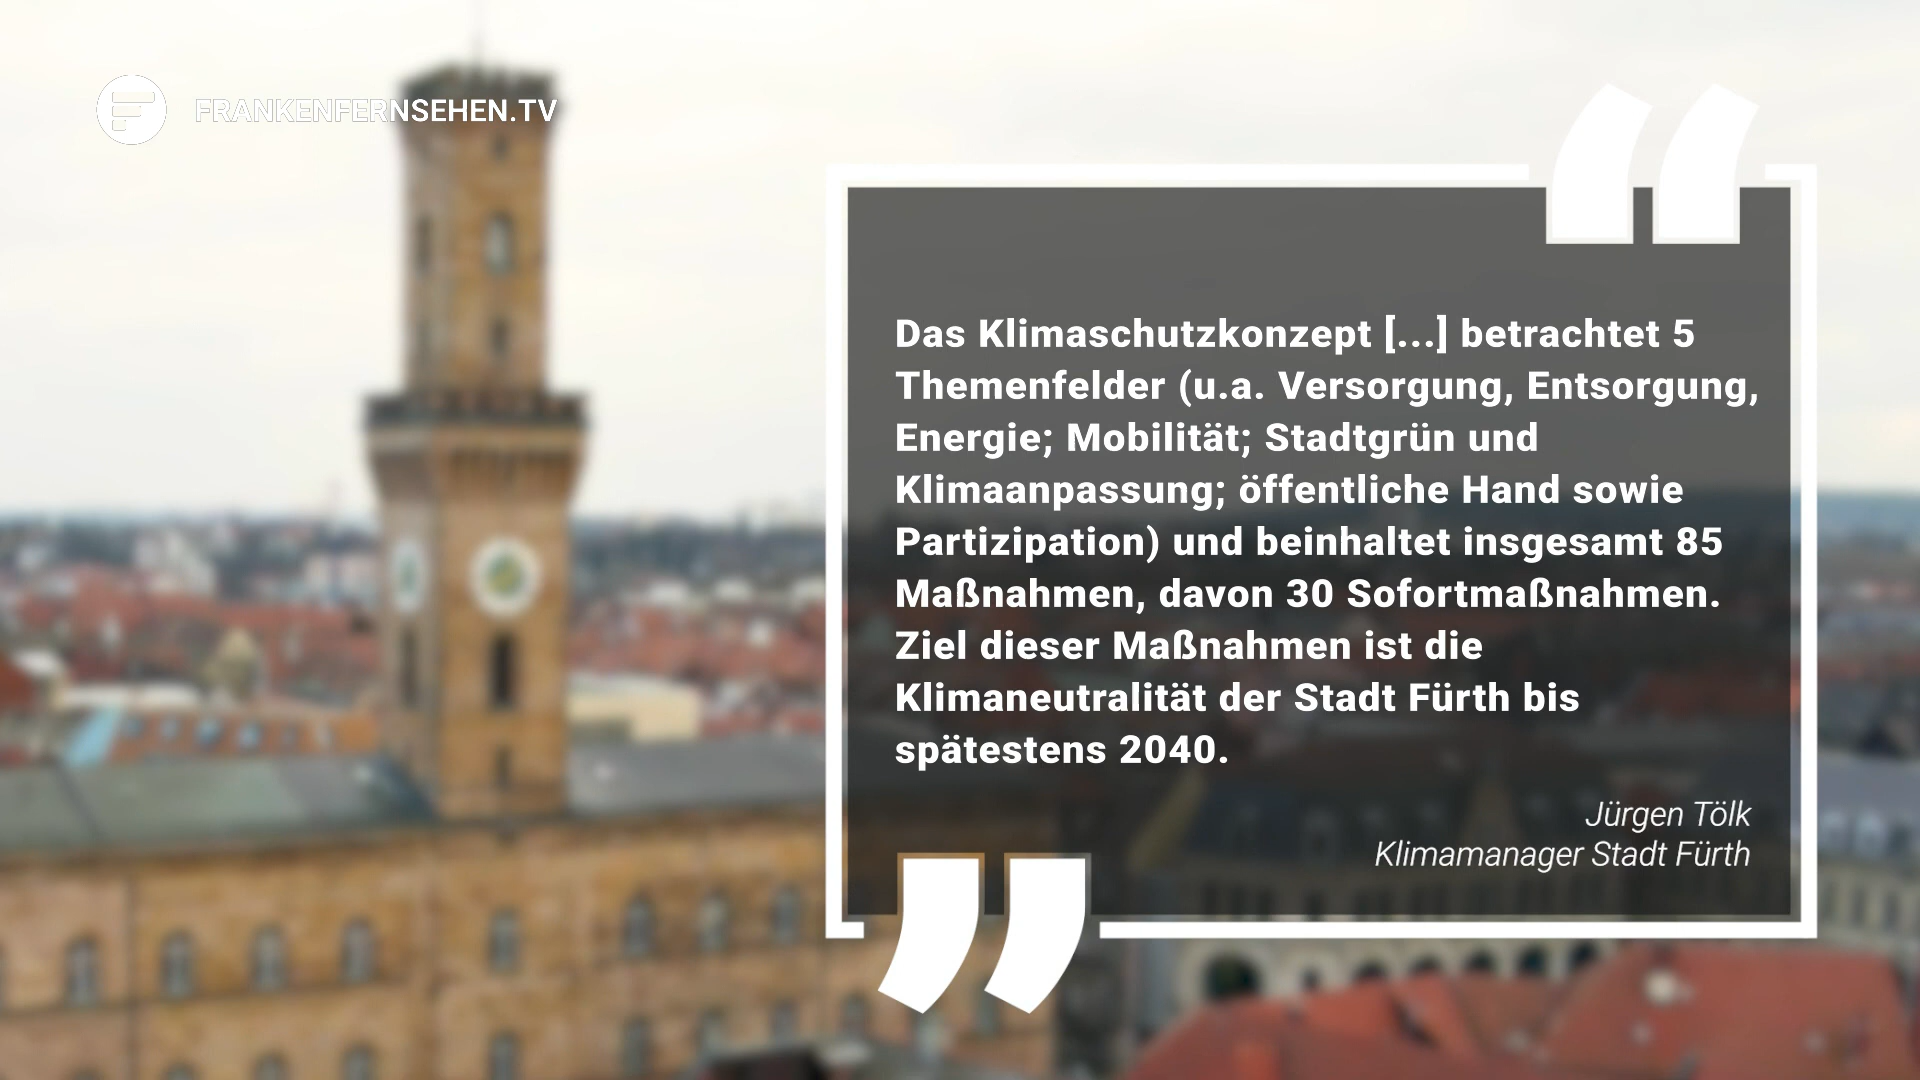 FRANKENFERNSEHEN.TV
Das Klimaschutzkonzept [...] betrachtet 5
Themenfelder (u.a. Versorgung, Entsorgung,
Energie; Mobilität; Stadtgrün und
Klimaanpassung; öffentliche Hand sowie
Partizipation) und beinhaltet insgesamt 85
Maßnahmen, davon 30 Sofortmaßnahmen.
Ziel dieser Maßnahmen ist die
Klimaneutralität der Stadt Fürth bis
spätestens 2040.
Jürgen Tölk
Klimamanager Stadt Fürth